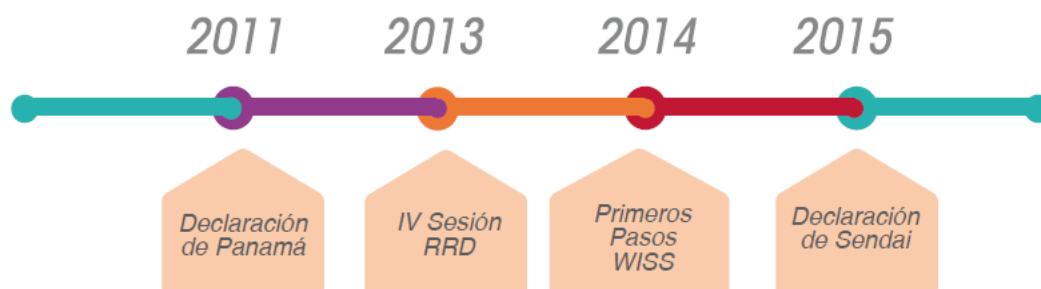 2011
2013
2014
2015
Declaración
de Panamá
IV Sesión
RRD
Primeros
Pasos
WISS
Declaración
de Sendai